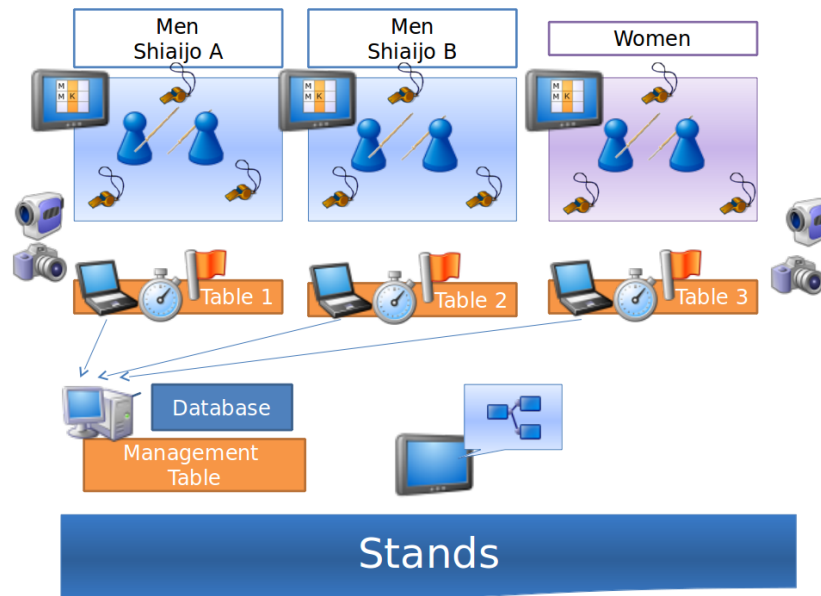 Men
Shiaijo A
Men
Shiaijo B
Women
M
M K
M
M K
M
M K
Table 1
Table 2
Table 3
Database
Management
Table
Stands